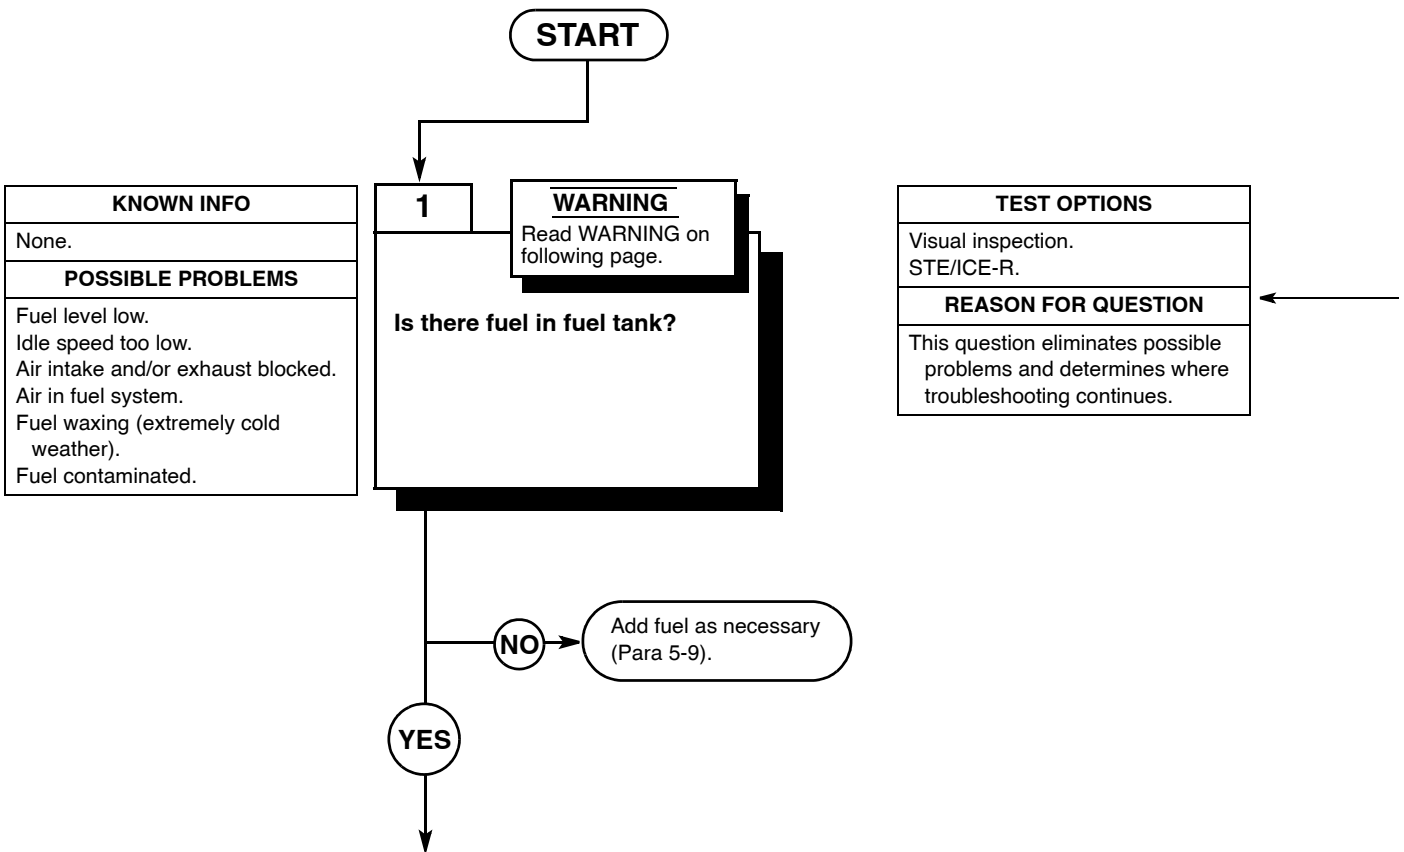 START
KNOWN INFO
None.
POSSIBLE PROBLEMS
Fuel level low.
Idle speed too low.
Air intake and/or exhaust blocked.
Air in fuel system.
Fuel waxing (extremely cold
weather).
Fuel contaminated.
1
WARNING
Read WARNING on
following page.
Is there fuel in fuel tank?
TEST OPTIONS
Visual inspection.
STE/ICE-R.
REASON FOR QUESTION
This question eliminates possible
problems and determines where
troubleshooting continues.
NO
Add fuel as necessary
(Para 5-9).
YES